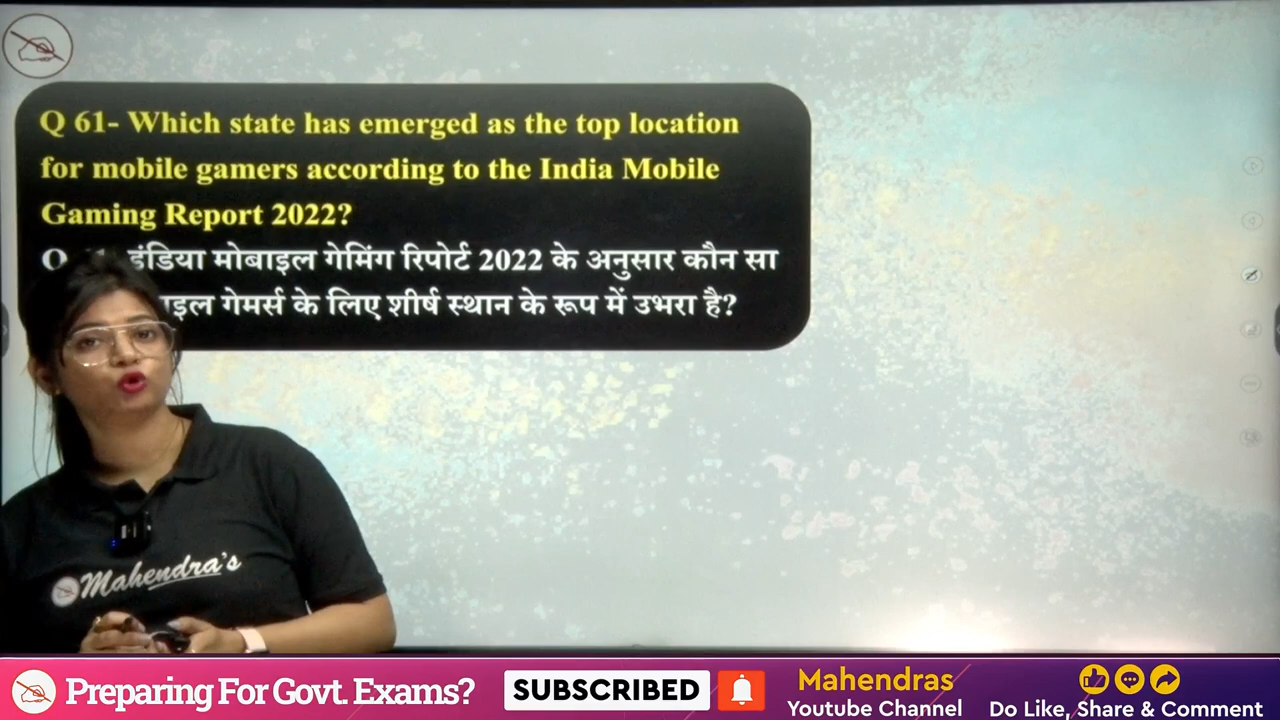 Q 61- Which state has emerged as the top location
for mobile gamers according to the India Mobile
Gaming Report 2022?
इंडिया मोबाइल गेमिंग रिपोर्ट 2022 के अनुसार कौन सा
गेमर्स के लिए शीर्ष स्थान के रूप में उभरा है?
Mahendra's
Preparing For Govt. Exams?
SUBSCRIBED
Mahendras
Youtube Channel
Do Like, Share & Comment